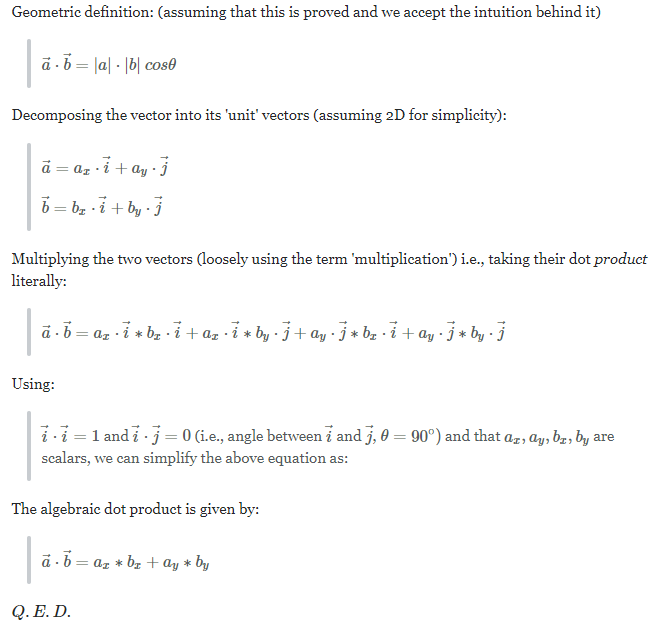 Geometric definition: (assuming that this is proved and we accept the intuition behind it)
$\vec{a} \cdot \vec{b} = |a| \cdot |b| \, cos\theta$
Decomposing the vector into its 'unit' vectors (assuming 2D for simplicity):
$\vec{a} = a_x \cdot \vec{i} + a_y \cdot \vec{j}$
$\vec{b} = b_x \cdot \vec{i} + b_y \cdot \vec{j}$
Multiplying the two vectors (loosely using the term 'multiplication') i.e., taking their dot product
literally:
$\vec{a} \cdot \vec{b} = a_x \cdot \vec{i} * b_x \cdot \vec{i} + a_x \cdot \vec{i} * b_y \cdot \vec{j} + a_y \cdot \vec{j} * b_x \cdot \vec{i} + a_y \cdot \vec{j} * b_y \cdot \vec{j}$
Using:
$\vec{i} \cdot \vec{i} = 1$ and $\vec{i} \cdot \vec{j} = 0$ (i.e., angle between $\vec{i}$ and $\vec{j}$, $\theta = 90^o$) and that $a_x, a_y, b_x, b_y$ are
scalars, we can simplify the above equation as:
The algebraic dot product is given by:
$\vec{a} \cdot \vec{b} = a_x * b_x + a_y * b_y$
Q. E. D.